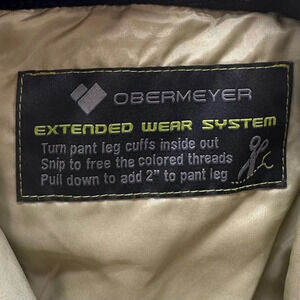 OBERMEYER
EXTENDED WEAR SYSTEM
Turn pant leg cuffs inside out
Snip to free the colored threads
Pull down to add 2" to pant leg